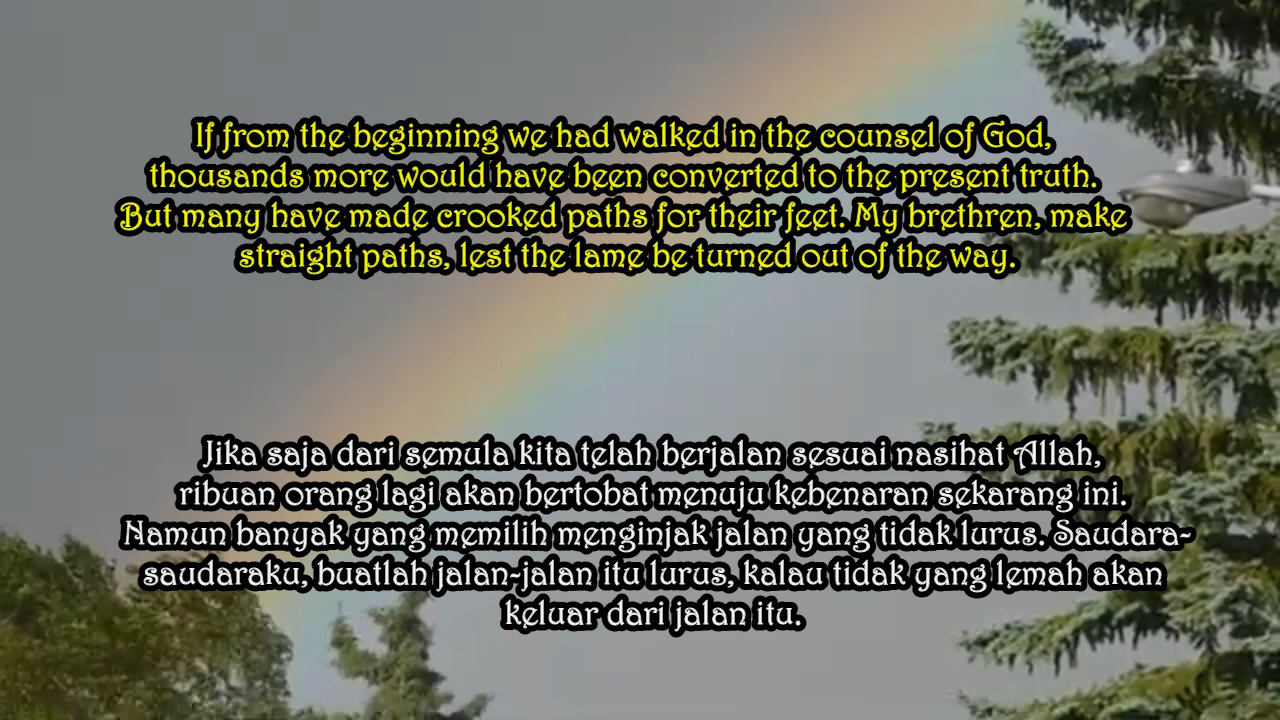 If from the beginning we had walked in the counsel of God,
thousands more would have been converted to the present truth.
But many have made crooked paths for their feet. My brethren, make
straight paths, lest the lame be turned out of the way.
Jika saja dari semula kita telah berjalan sesuai nasihat Allah,
ribuan orang lagi akan bertobat menuju kebenaran sekarang ini.
Namun banyak yang memilih menginjak jalan yang tidak lurus. Saudara-
saudaraku, buatlah jalan-jalan itu lurus, kalau tidak yang lemah akan
keluar dari jalan itu.